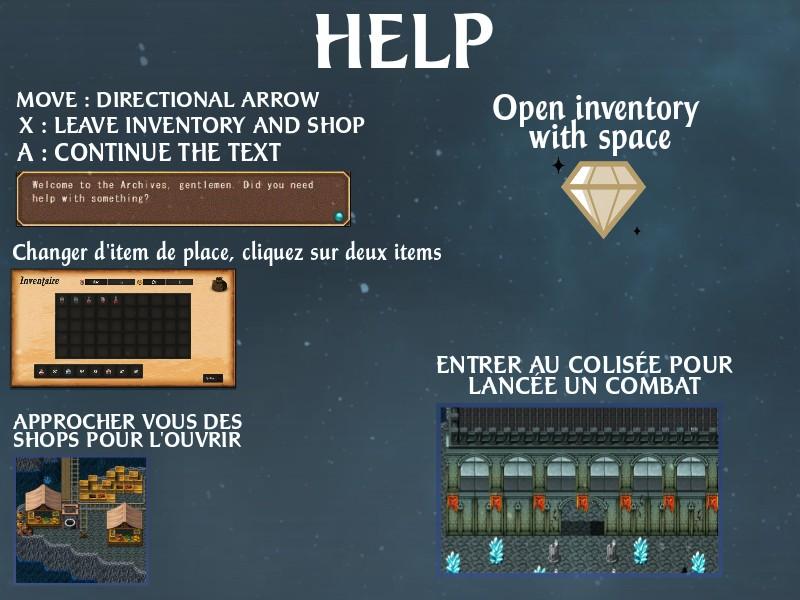 HELP
MOVE : DIRECTIONAL ARROW
X : LEAVE INVENTORY AND SHOP
A : CONTINUE THE TEXT
Welcome to the Archives, gentlemen. Did you need
help with something?
Open inventory
with space
Changer d'item de place, cliquez sur deux items
Inventaire
APPROCHER VOUS DES
SHOPS POUR L'OUVRIR
ENTRER AU COLISÉE POUR
LANCÉE UN COMBAT